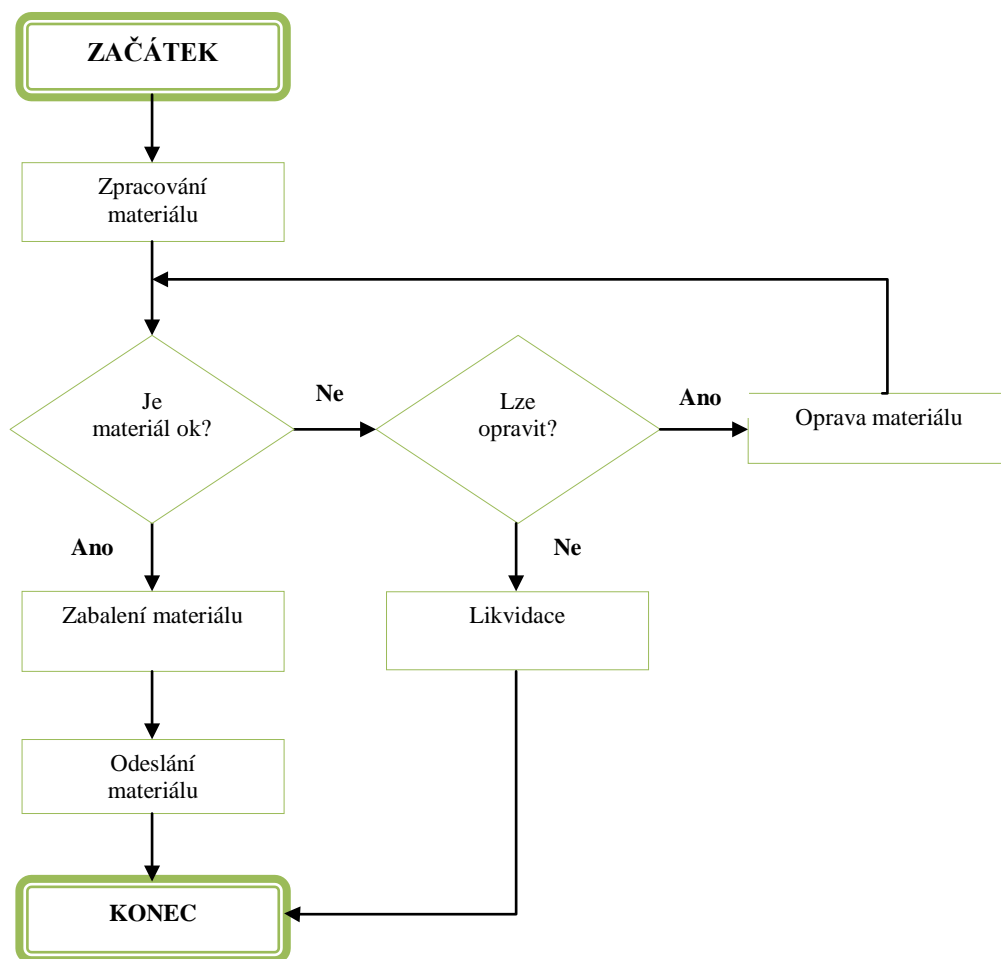 ZAČÁTEK
Zpracování
materiálu
Je
materiál ok?
Ne
Lze
opravit?
Ano
Oprava materiálu
Ano
Ne
Zabalení materiálu
Likvidace
Odeslání
materiálu
KONEC